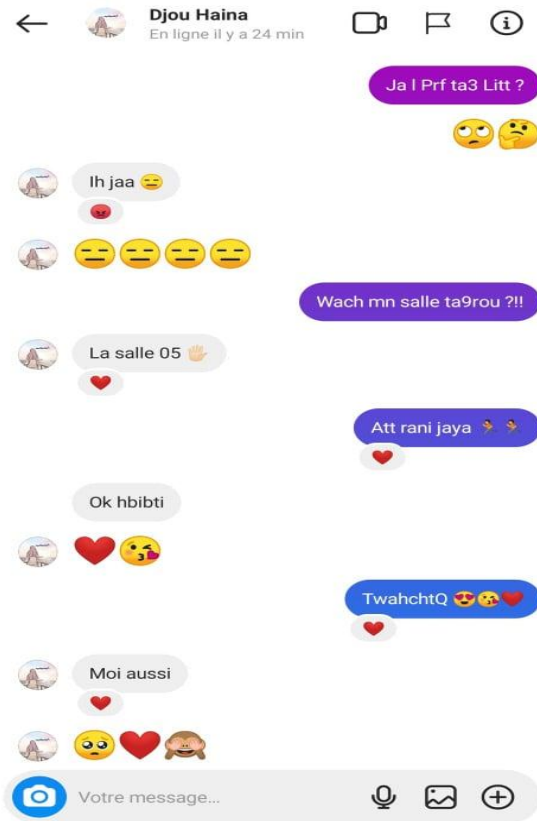 Djou Haina
En ligne il y a 24 min
Ja l Prf ta3 Litt ?
🙄🤔
Ih jaa 😑
😡
😑😑😑😑
Wach mn salle ta9rou ?!!
La salle 05 🖐🏻
❤️
Att rani jaya 🏃🏽‍♀️🏃🏽‍♀️
❤️
Ok hbibti
❤️😘
TwahchtQ 😍😘❤️
❤️
Moi aussi
❤️
🥺❤️🙈
Votre message...